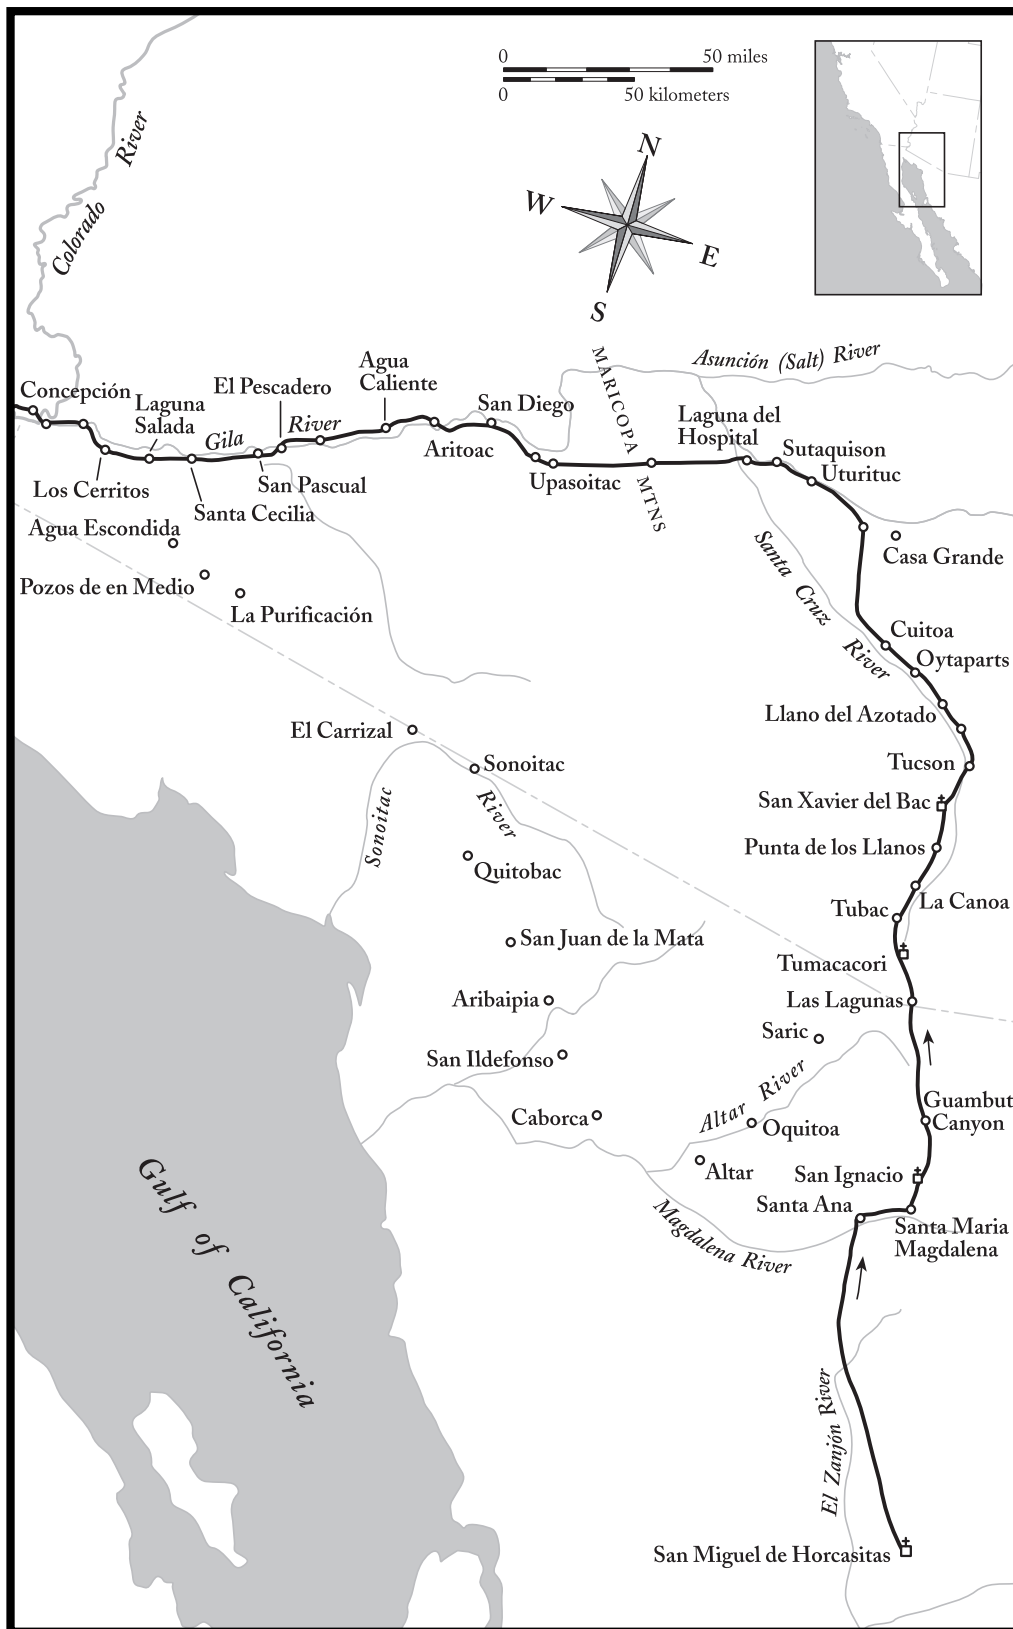 0 50 miles
0 50 kilometers
N
W
E
S
Colorado River
MARICOPA MTNS
Asunción (Salt) River
Concepción
Laguna
Salada
El Pescadero
Agua
Caliente
San Diego
Laguna del
Hospital
Gila River
Aritoac
Sutaquison
Uturituc
Los Cerritos
San Pascual
Upasoitac
Santa Cecilia
Agua Escondida
Casa Grande
Santa Cruz River
Pozos de en Medio
La Purificación
Cuitoa
Oytaparts
El Carrizal
Llano del Azotado
Sonoitac
Tucson
Sonoitac River
San Xavier del Bac
Punta de los Llanos
Quitobac
La Canoa
Tubac
San Juan de la Mata
Tumacacori
Aribaipia
Las Lagunas
Saric
San Ildefonso
Altar River
Guambut
Canyon
Caborca
Oquitoa
Altar
San Ignacio
Santa Ana
Santa Maria
Magdalena
Magdalena River
Gulf of California
El Zanjón River
San Miguel de Horcasitas